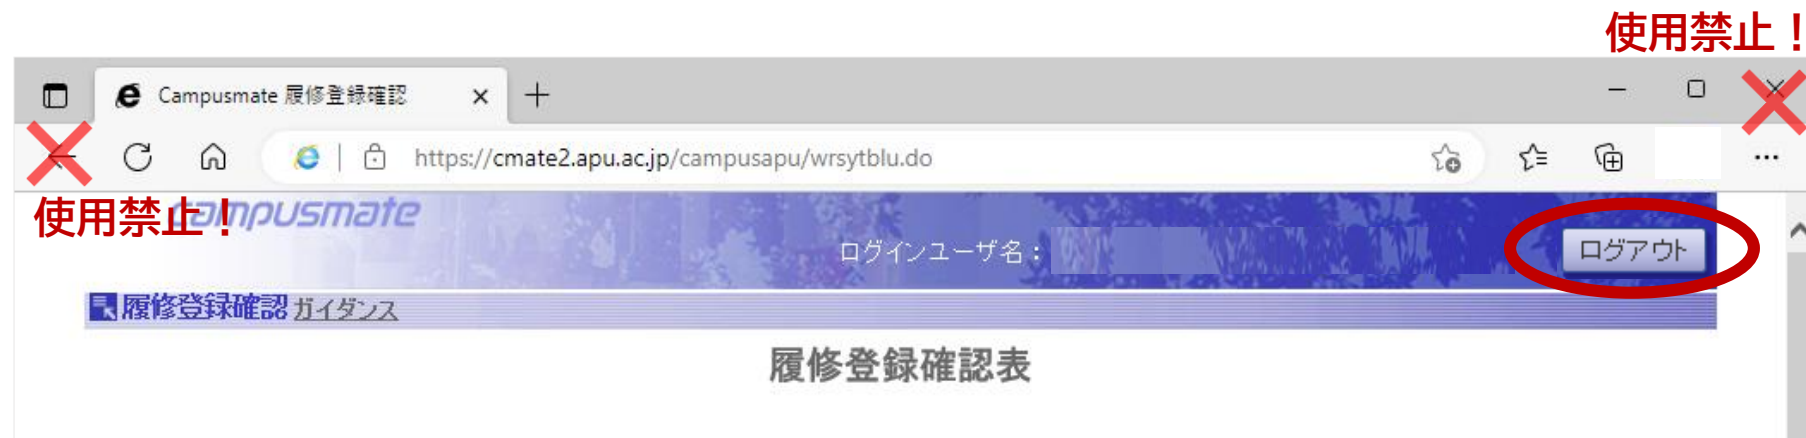 使用禁止！
Campusmate 履修登録確認
https://cmate2.apu.ac.jp/campusapu/wrsytblu.do
使用禁止！
campusmate
ログインユーザ名：
ログアウト
履修登録確認 ガイダンス
履修登録確認表